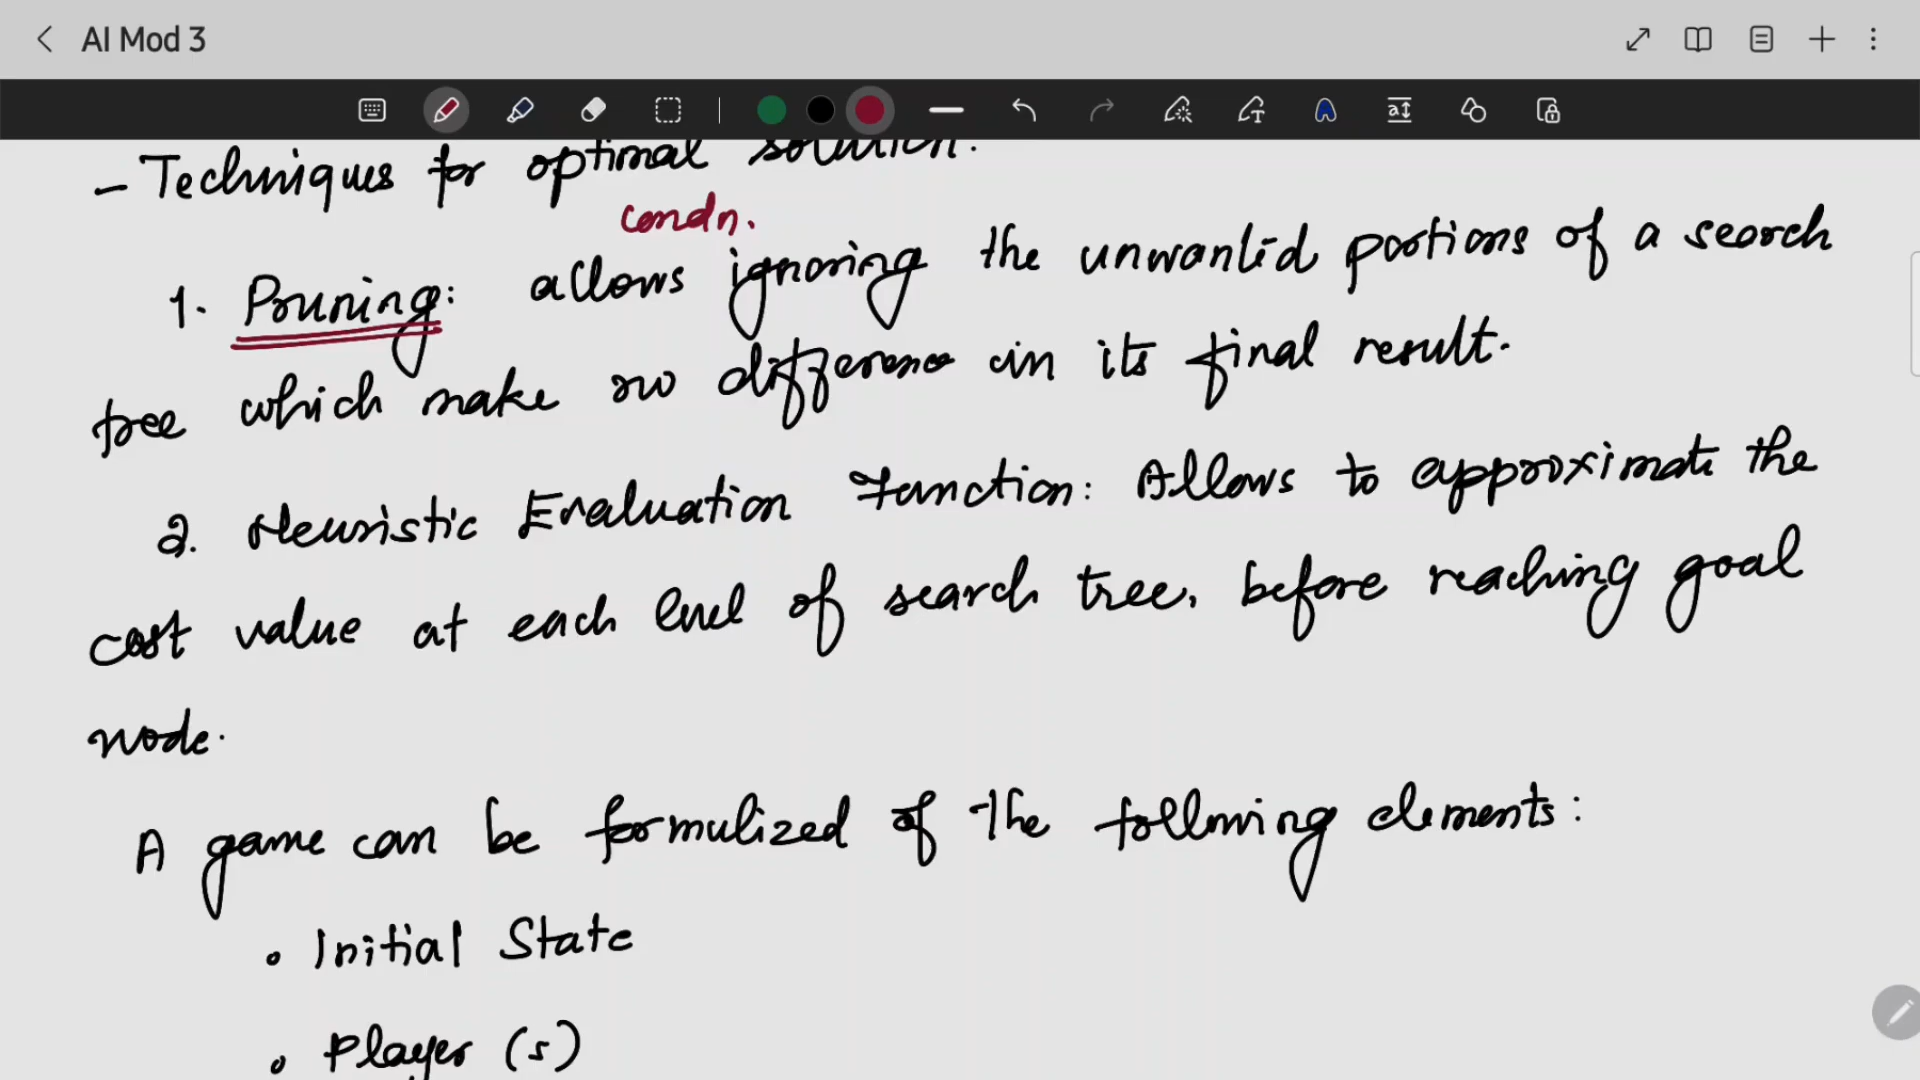 AI Mod 3
- Techniques for optimal solution.
condn.
1. Pruning: allows ignoring the unwanted portions of a search
tree which make no difference in its final result.
2. Heuristic Evaluation Function: Allows to approximate the
cost value at each level of search tree, before reaching goal
node.
A game can be formulized of the following elements:
• Initial State
• Player (s)